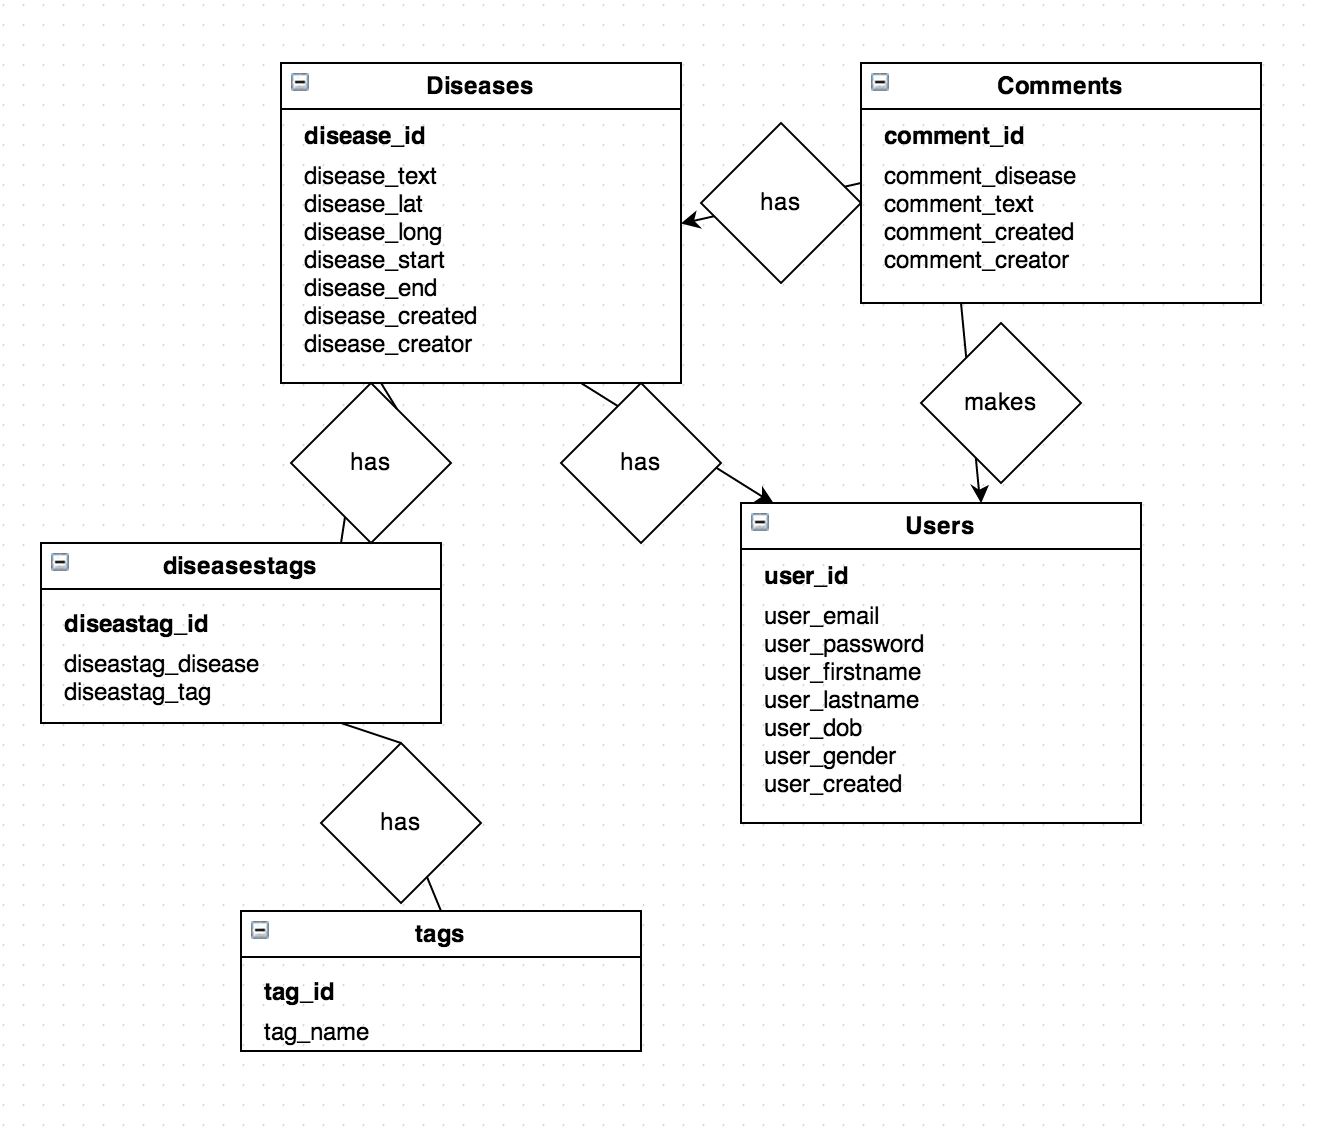 Diseases
disease_id
disease_text
disease_lat
disease_long
disease_start
disease_end
disease_created
disease_creator
has
Comments
comment_id
comment_disease
comment_text
comment_created
comment_creator
makes
has
has
Users
user_id
user_email
user_password
user_firstname
user_lastname
user_dob
user_gender
user_created
diseasestags
diseastag_id
diseastag_disease
diseastag_tag
has
tags
tag_id
tag_name